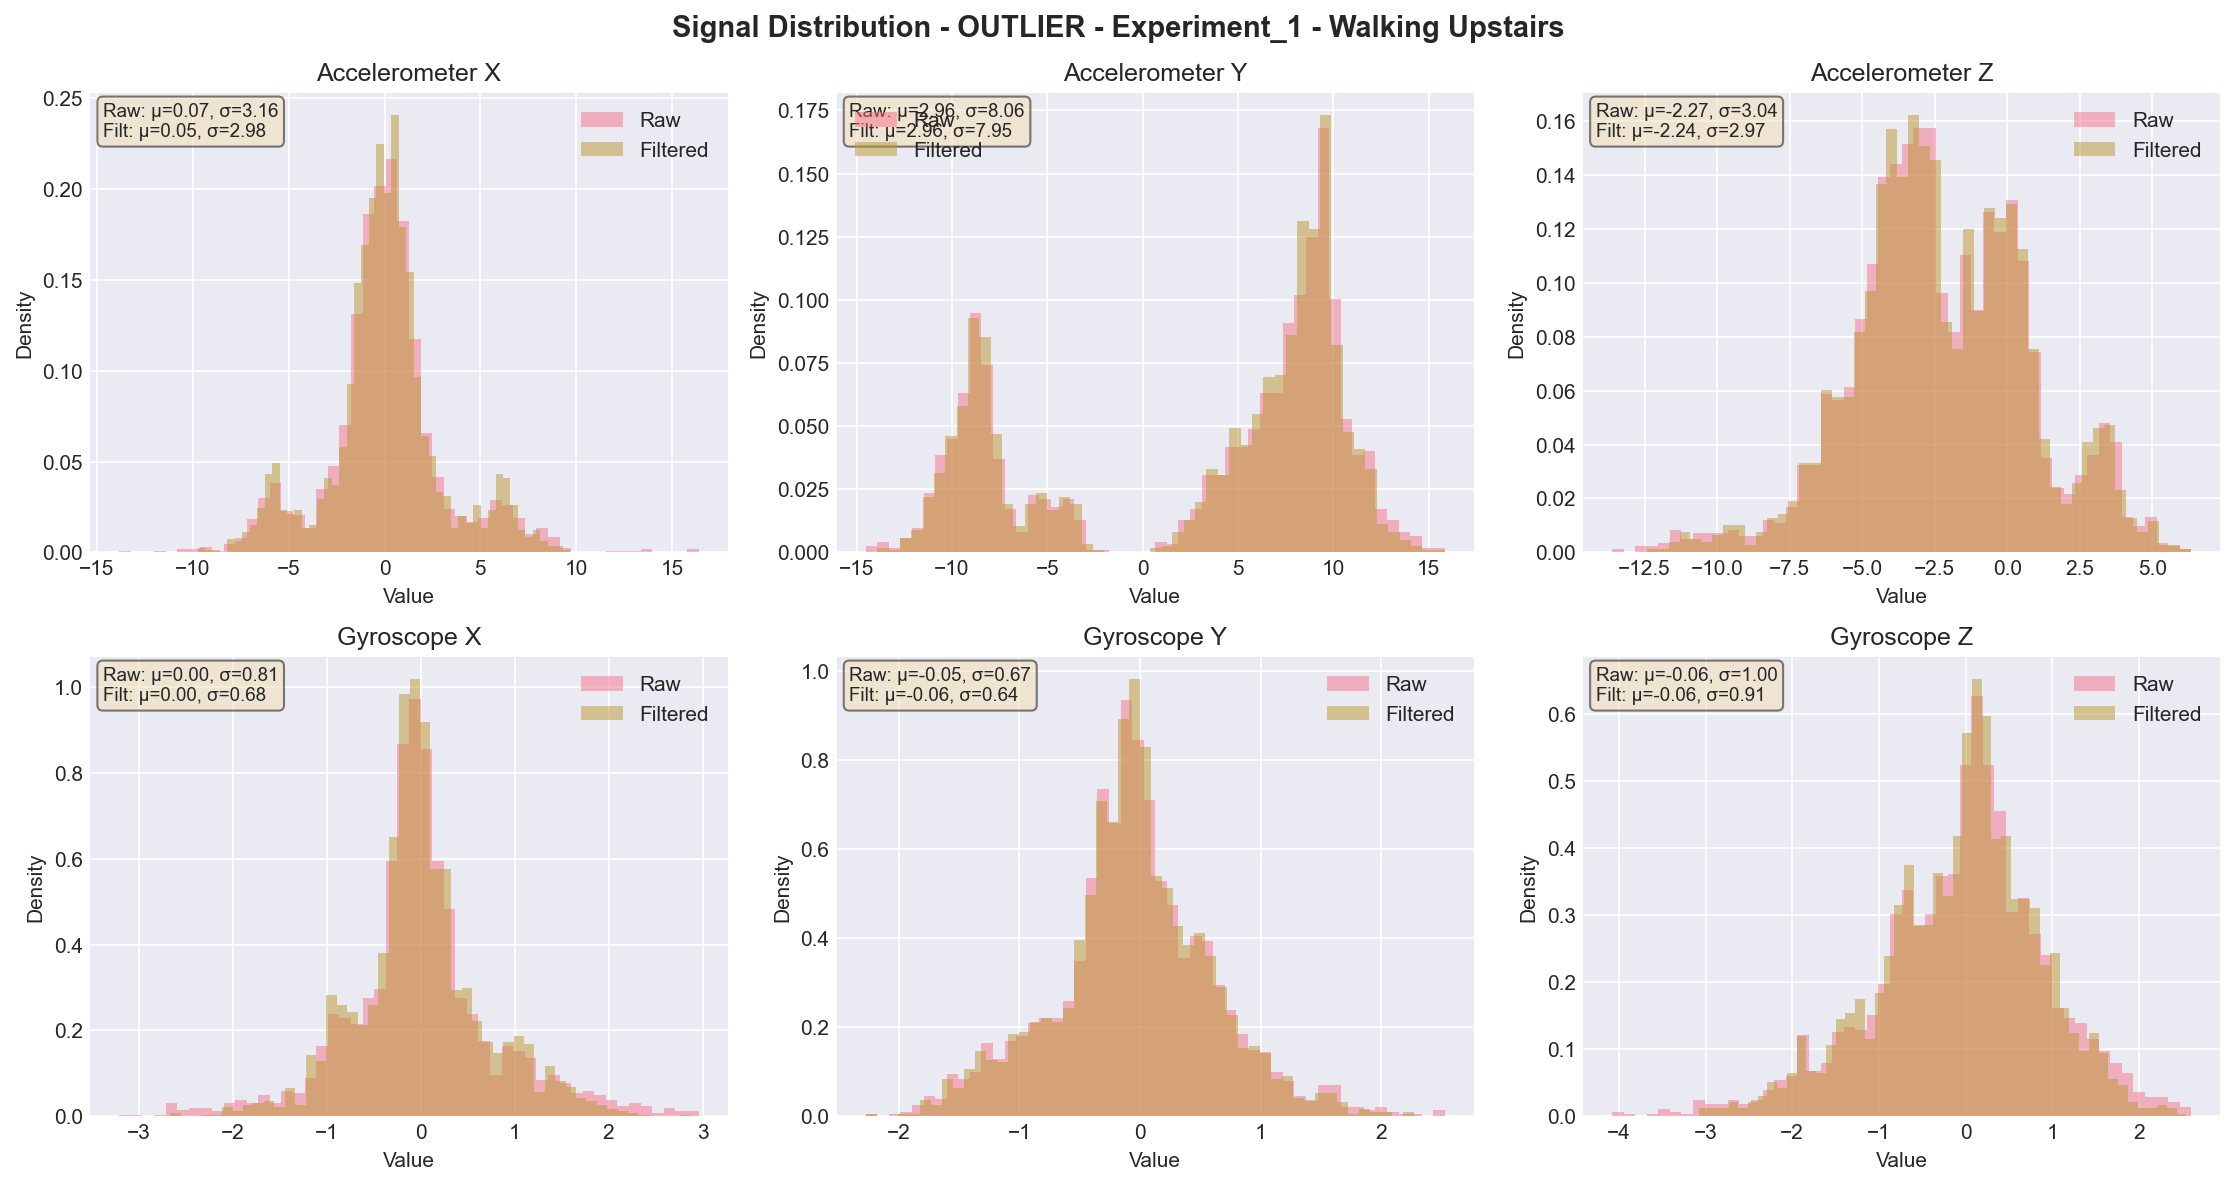 Signal Distribution - OUTLIER - Experiment_1 - Walking Upstairs
Accelerometer X
Raw: μ=0.07, σ=3.16
Filt: μ=0.05, σ=2.98
Raw
Filtered
0.25
0.20
0.15
0.10
0.05
0.00
Density
−15 −10 −5 0 5 10 15
Value
Accelerometer Y
Raw: μ=2.96, σ=8.06
Filt: μ=2.96, σ=7.95
Raw
Filtered
0.175
0.150
0.125
0.100
0.075
0.050
0.025
0.000
Density
−15 −10 −5 0 5 10 15
Value
Accelerometer Z
Raw: μ=-2.27, σ=3.04
Filt: μ=-2.24, σ=2.97
Raw
Filtered
0.16
0.14
0.12
0.10
0.08
0.06
0.04
0.02
0.00
Density
−12.5 −10.0 −7.5 −5.0 −2.5 0.0 2.5 5.0
Value
Gyroscope X
Raw: μ=0.00, σ=0.81
Filt: μ=0.00, σ=0.68
Raw
Filtered
1.0
0.8
0.6
0.4
0.2
0.0
Density
−3 −2 −1 0 1 2 3
Value
Gyroscope Y
Raw: μ=-0.05, σ=0.67
Filt: μ=-0.06, σ=0.64
Raw
Filtered
1.0
0.8
0.6
0.4
0.2
0.0
Density
−2 −1 0 1 2
Value
Gyroscope Z
Raw: μ=-0.06, σ=1.00
Filt: μ=-0.06, σ=0.91
Raw
Filtered
0.6
0.5
0.4
0.3
0.2
0.1
0.0
Density
−4 −3 −2 −1 0 1 2
Value